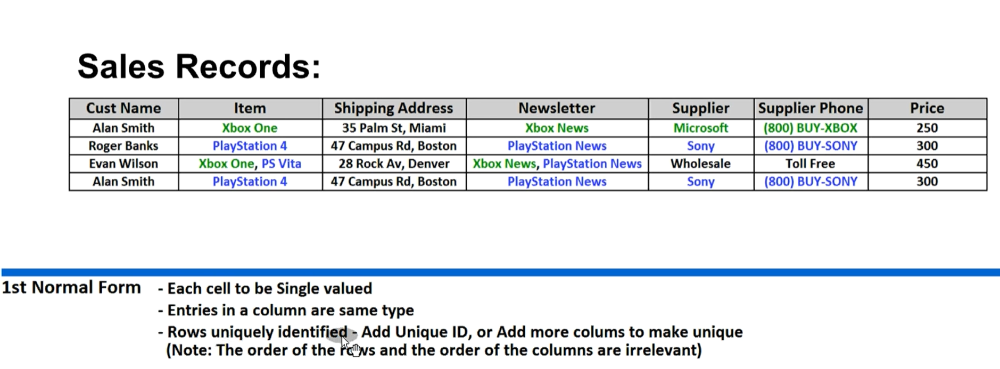 Sales Records:
Cust Name Item Shipping Address Newsletter Supplier Supplier Phone Price
Alan Smith Xbox One 35 Palm St, Miami Xbox News Microsoft (800) BUY-XBOX 250
Roger Banks PlayStation 4 47 Campus Rd, Boston PlayStation News Sony (800) BUY-SONY 300
Evan Wilson Xbox One, PS Vita 28 Rock Av, Denver Xbox News, PlayStation News Wholesale Toll Free 450
Alan Smith PlayStation 4 47 Campus Rd, Boston PlayStation News Sony (800) BUY-SONY 300
1st Normal Form - Each cell to be Single valued
- Entries in a column are same type
- Rows uniquely identified - Add Unique ID, or Add more colums to make unique
(Note: The order of the rows and the order of the columns are irrelevant)